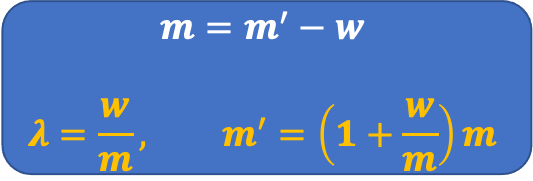 m = m′ − w
λ = w/m, m′ = (1 + w/m) m